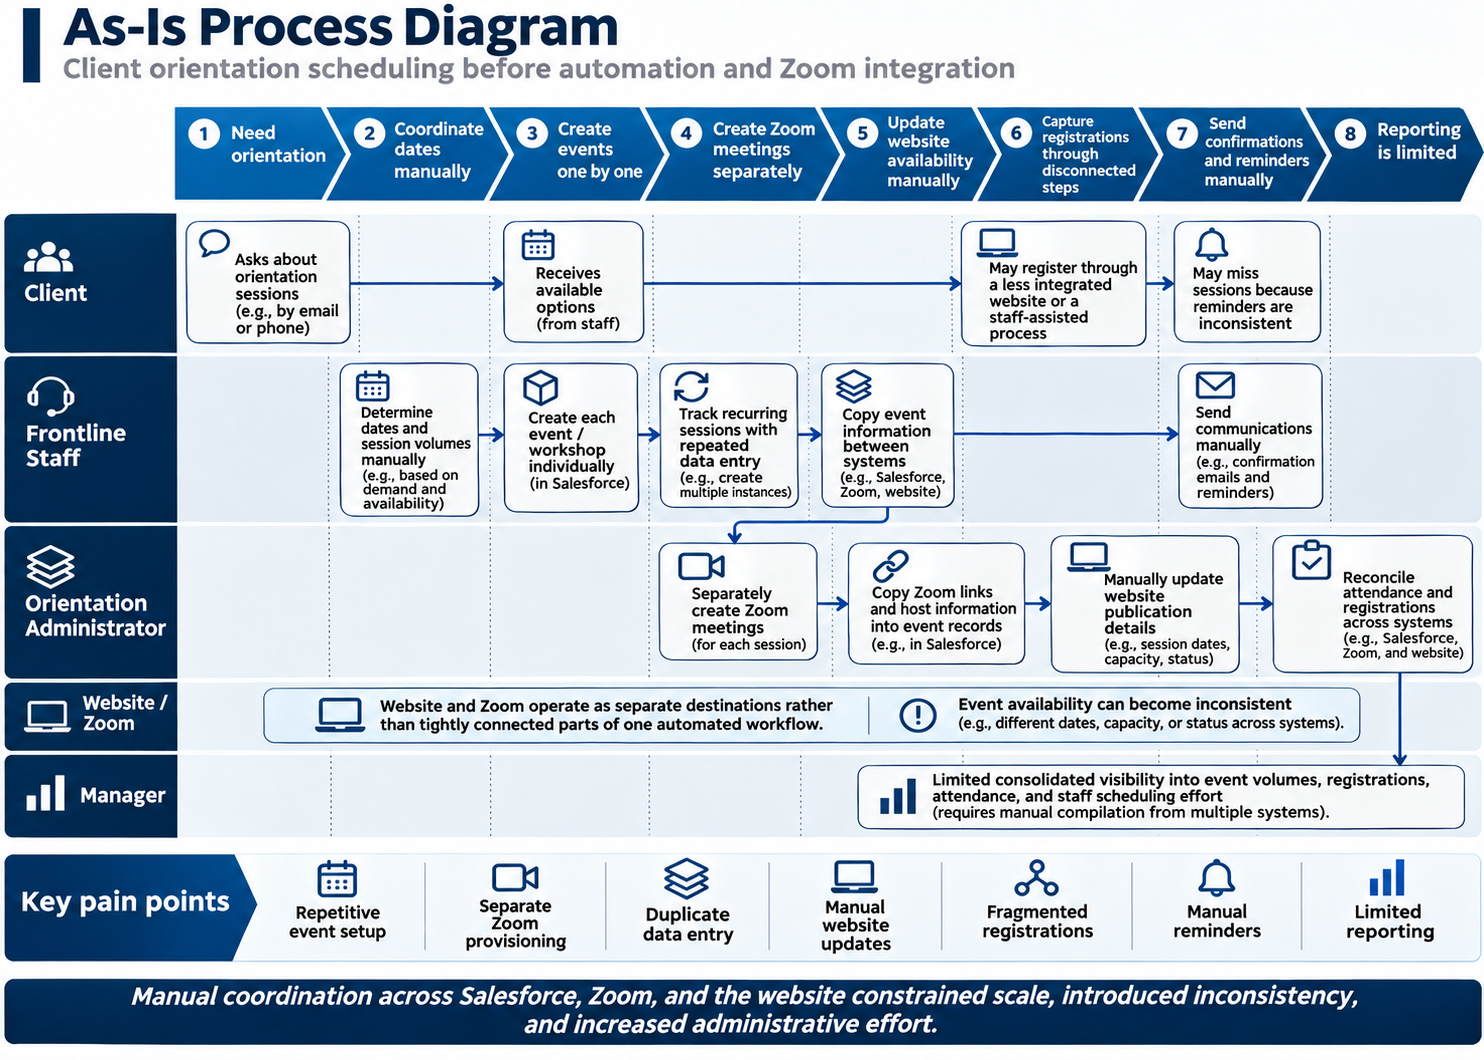 As-Is Process Diagram
Client orientation scheduling before automation and Zoom integration
1 Need
orientation
2 Coordinate
dates
manually
3 Create
events
one by one
4 Create Zoom
meetings
separately
5 Update
website
availability
manually
6 Capture
registrations
through
disconnected
steps
7 Send
confirmations
and reminders
manually
8 Reporting
is limited
Client
Asks about
orientation
sessions
(e.g., by email
or phone)
Receives
available
options
(from staff)
May register through
a less integrated
website or a
staff-assisted
process
May miss
sessions because
reminders are
inconsistent
Frontline
Staff
Determine
dates and
session volumes
manually
(e.g., based on
demand and
availability)
Create each
event /
workshop
individually
(in Salesforce)
Track recurring
sessions with
repeated
data entry
(e.g., create
multiple instances)
Copy event
information
between
systems
(e.g., Salesforce,
Zoom, website)
Send
communications
manually
(e.g., confirmation
emails and
reminders)
Orientation
Administrator
Separately
create Zoom
meetings
(for each session)
Copy Zoom links
and host information
into event records
(e.g., in Salesforce)
Manually update
website
publication
details
(e.g., session dates,
capacity, status)
Reconcile
attendance and
registrations
across systems
(e.g., Salesforce,
Zoom, and website)
Website /
Zoom
Website and Zoom operate as separate destinations rather
than tightly connected parts of one automated workflow.
Event availability can become inconsistent
(e.g., different dates, capacity, or status across systems).
Manager
Limited consolidated visibility into event volumes, registrations,
attendance, and staff scheduling effort
(requires manual compilation from multiple systems).
Key pain points
Repetitive
event setup
Separate
Zoom
provisioning
Duplicate
data entry
Manual
website
updates
Fragmented
registrations
Manual
reminders
Limited
reporting
Manual coordination across Salesforce, Zoom, and the website constrained scale, introduced inconsistency,
and increased administrative effort.